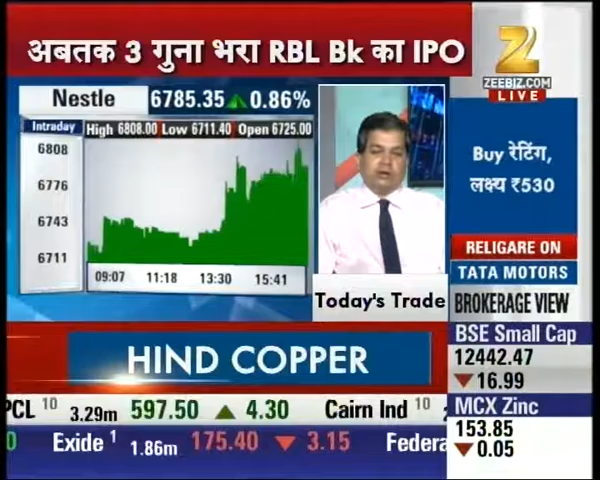 अबतक 3 गुना भरा RBL Bk का IPO
ZEEBIZ.COM
LIVE
Nestle 6785.35 0.86%
Intraday High 6808.00 Low 6711.40 Open 6725.00
6808
6776
6743
6711
09:07 11:18 13:30 15:41
Today's Trade
Buy रेटिंग,
लक्ष्य ₹530
RELIGARE ON
TATA MOTORS
BROKERAGE VIEW
HIND COPPER
BSE Small Cap
12442.47
16.99
MCX Zinc
153.85
0.05
PCL 10 3.29m 597.50 4.30 Cairn Ind 10
0 Exide 1 1.86m 175.40 3.15 Federa